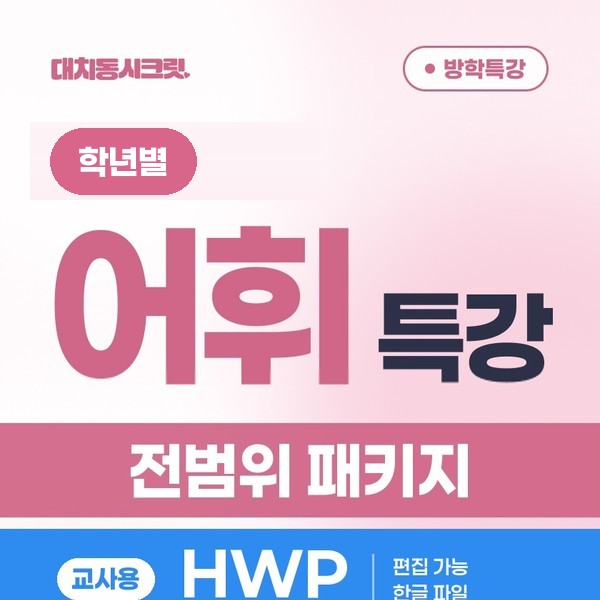 대치동시크릿.
방학특강
학년별
어휘 특강
전범위 패키지
교사용 HWP 편집 가능
한글 파일